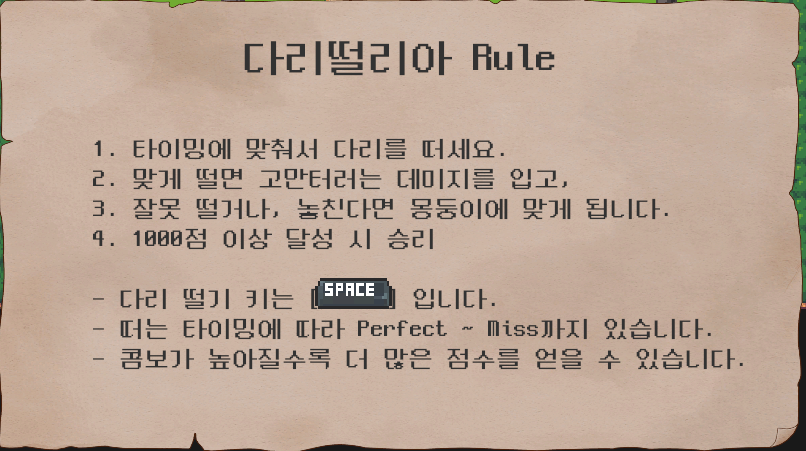 다리떨리아 Rule
1. 타이밍에 맞춰서 다리를 떠세요.
2. 맞게 떨면 고만터러는 데미지를 입고,
3. 잘못 떨거나, 놓친다면 몽둥이에 맞게 됩니다.
4. 1000점 이상 달성 시 승리
- 다리 떨기 키는 [SPACE] 입니다.
- 떠는 타이밍에 따라 Perfect ~ Miss까지 있습니다.
- 콤보가 높아질수록 더 많은 점수를 얻을 수 있습니다.